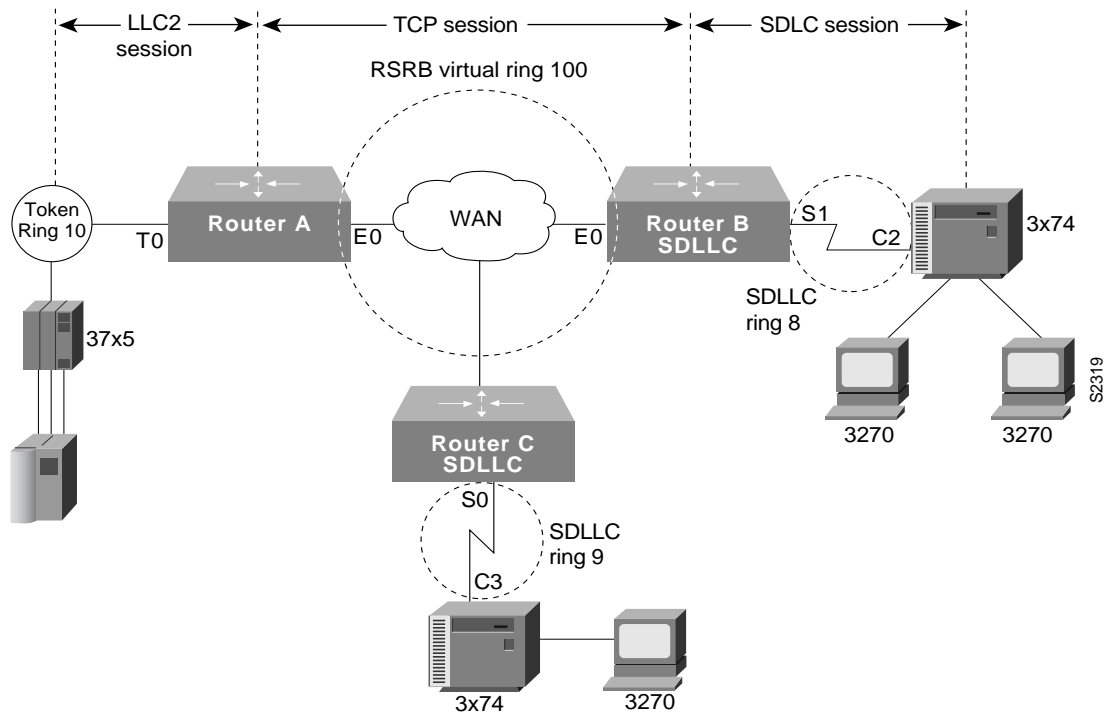 LLC2
session
TCP session
SDLC session
RSRB virtual ring 100
Token
Ring 10
T0
Router A
E0
WAN
E0
Router B
SDLLC
S1
C2
3x74
SDLLC
ring 8
37x5
3270
3270
S2319
Router C
SDLLC
S0
SDLLC
ring 9
C3
3x74
3270